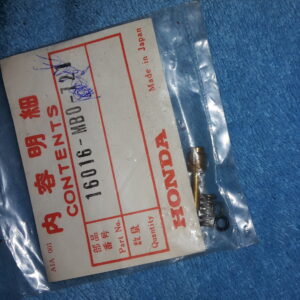 内容明細
CONTENTS
16016-MB0-721
部品番号
Part No.
数量
Quantity
HONDA
Made in Japan